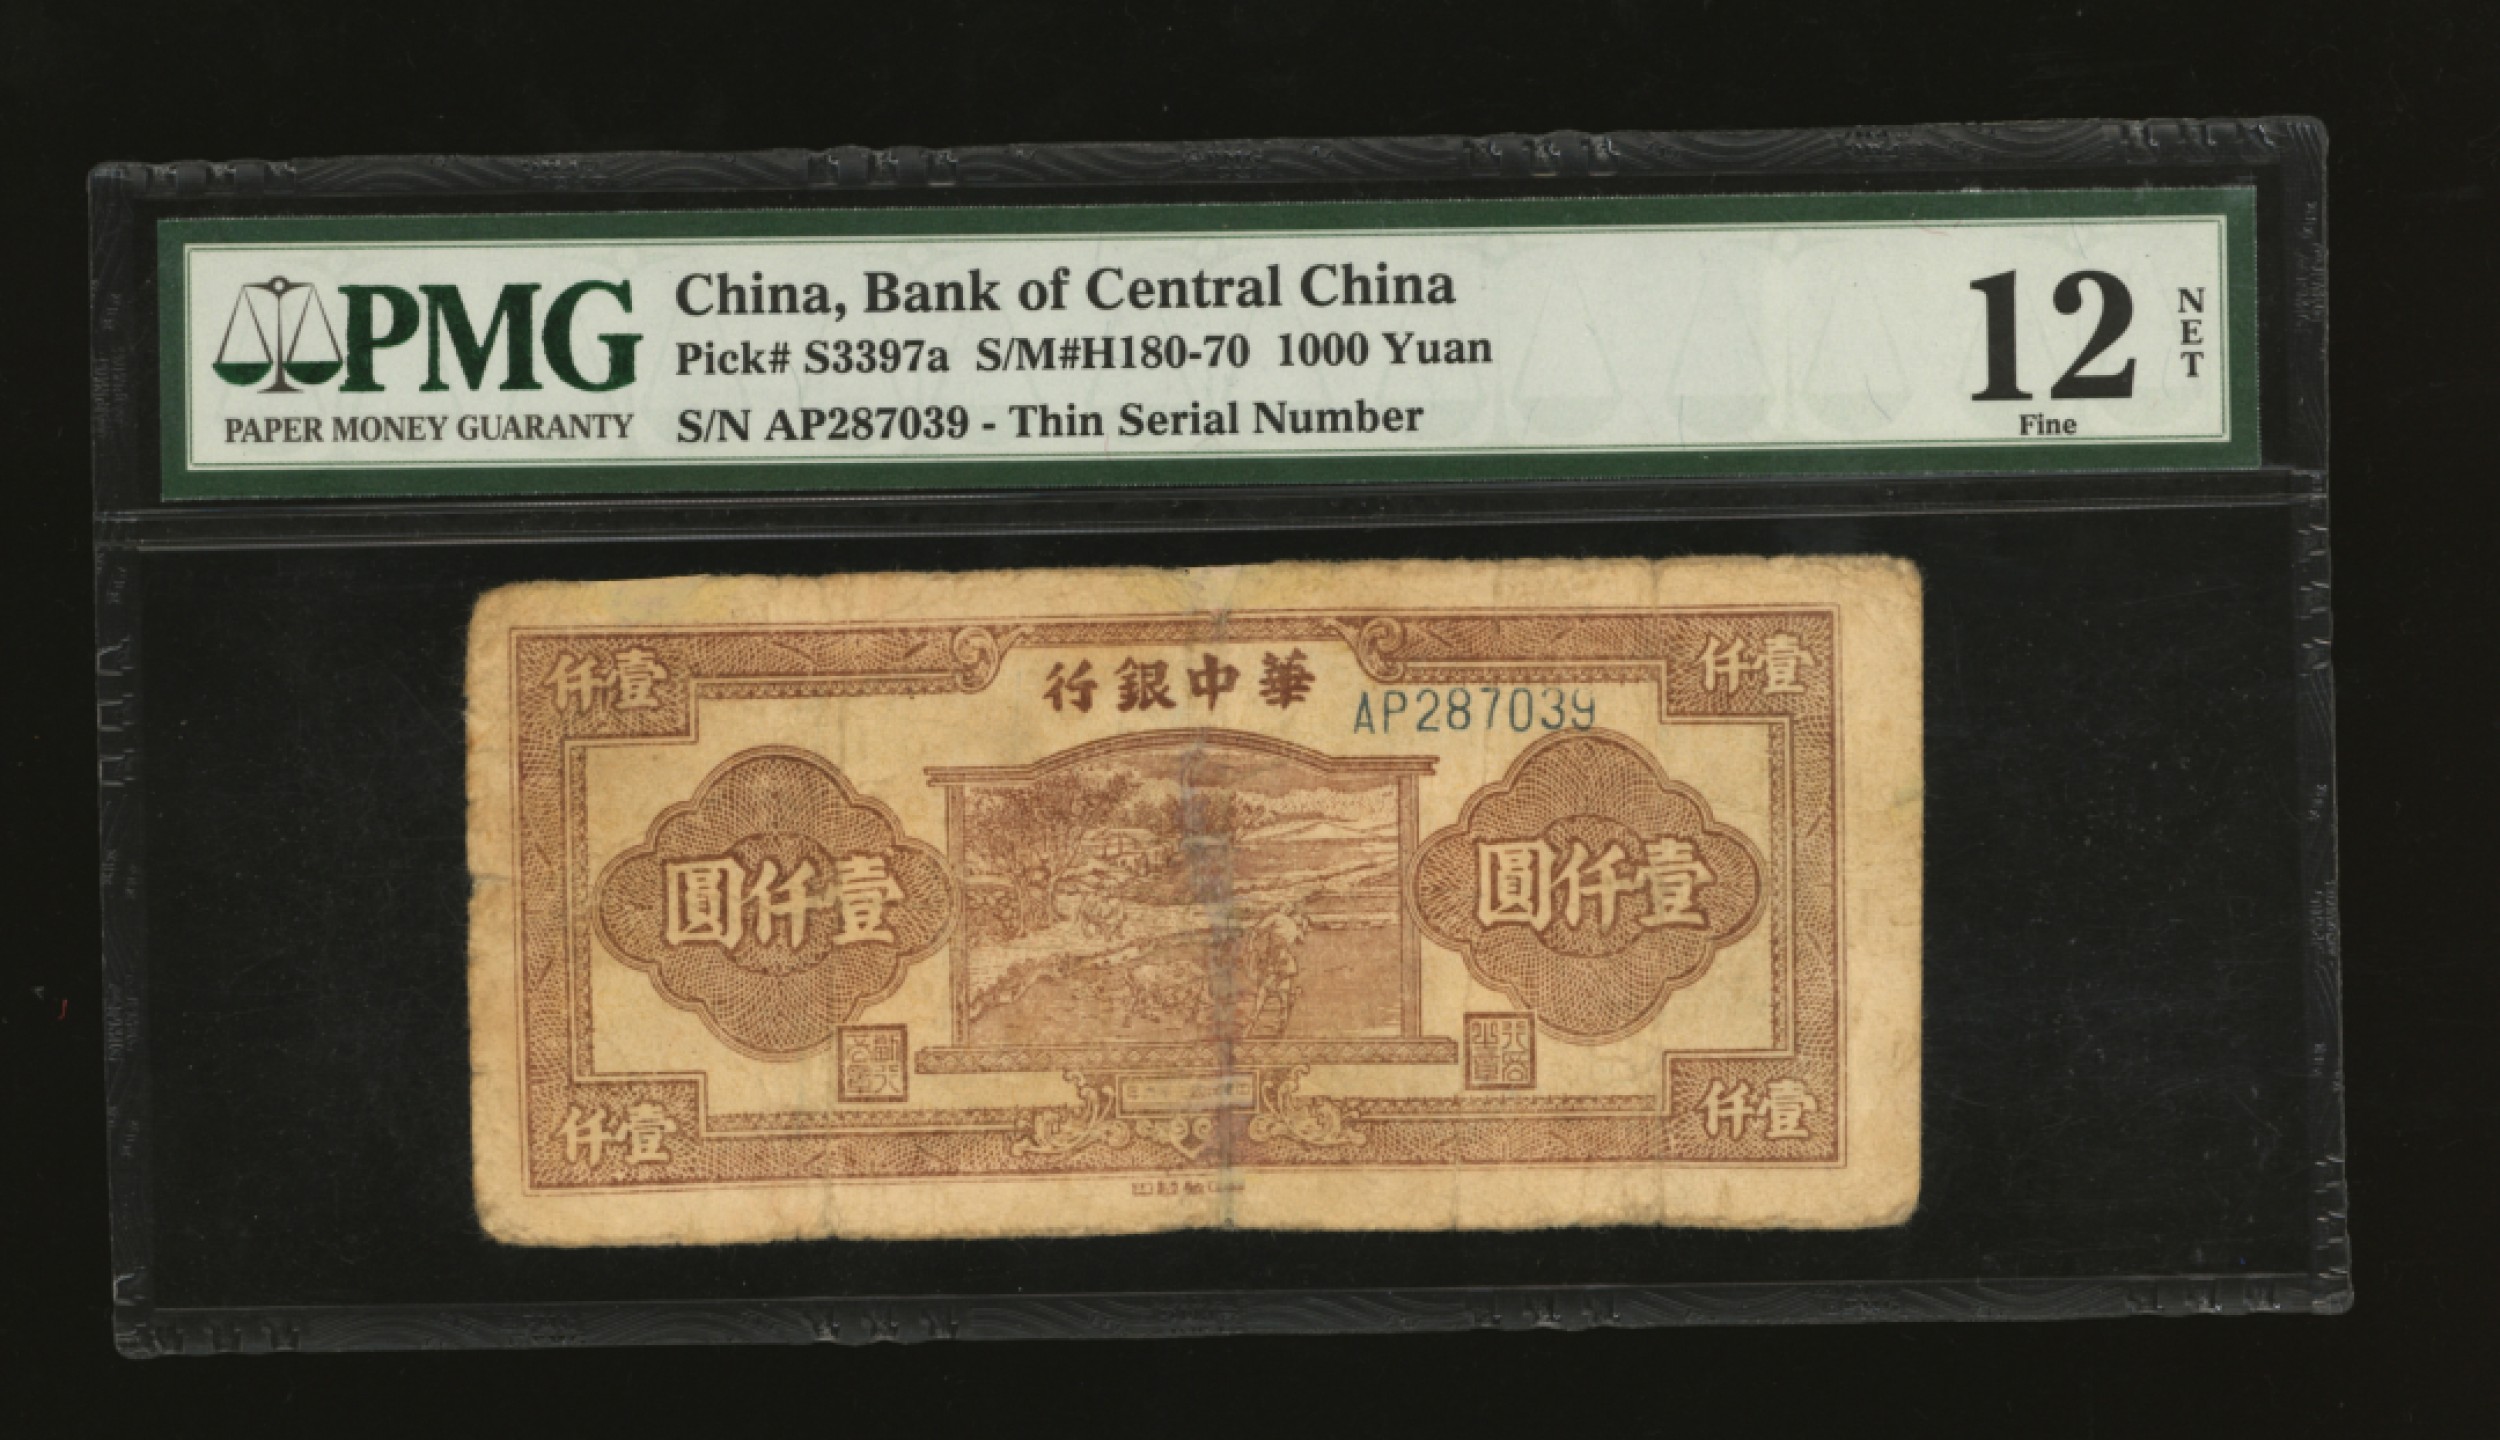 PMG
PAPER MONEY GUARANTY
China, Bank of Central China
Pick# S3397a S/M#H180-70 1000 Yuan
S/N AP287039 - Thin Serial Number
12
NET
Fine
仟壹
仟壹
行銀中華
AP287039
圓仟壹
圓仟壹
仟壹
仟壹